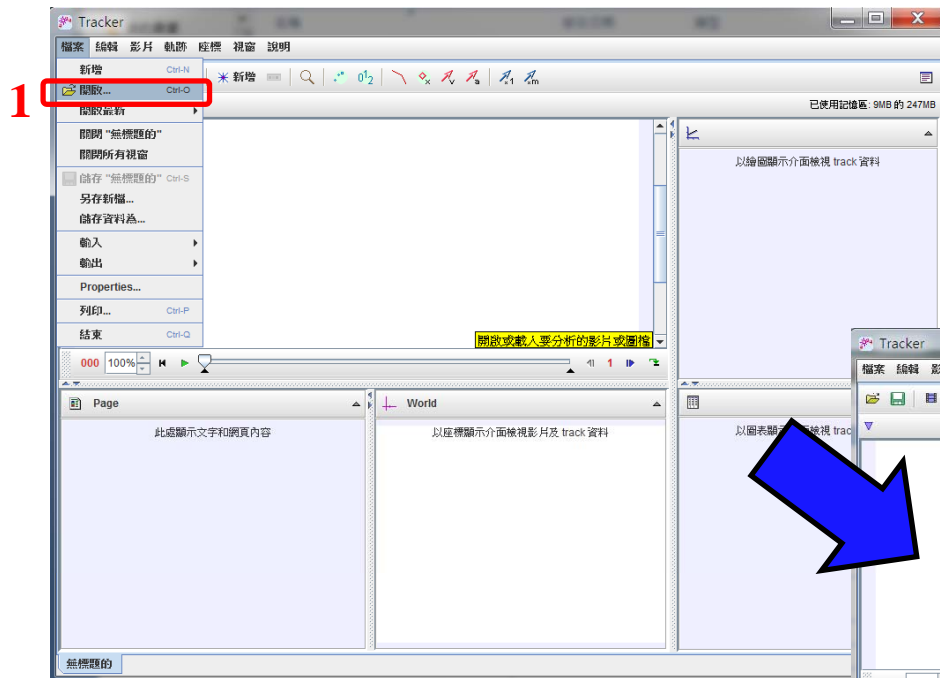 Tracker
檔案 編輯 影片 軌跡 座標 視窗 說明
新增 Ctrl-N
新增
1
開啟... Ctrl-O
開啟最新
已使用記憶區: 9MB 的 247MB
關閉 "無標題的"
關閉所有視窗
儲存 "無標題的" Ctrl-S
另存新檔...
儲存資料為...
輸入
輸出
Properties...
列印... Ctrl-P
結束 Ctrl-Q
以繪圖顯示介面檢視 track 資料
開啟或載入要分析的影片或圖檔
000 100% 1
Page
World
此處顯示文字和網頁內容
以座標顯示介面檢視影片及 track 資料
以圖表顯示介面檢視 trac
Tracker
檔案 編輯 影
無標題的